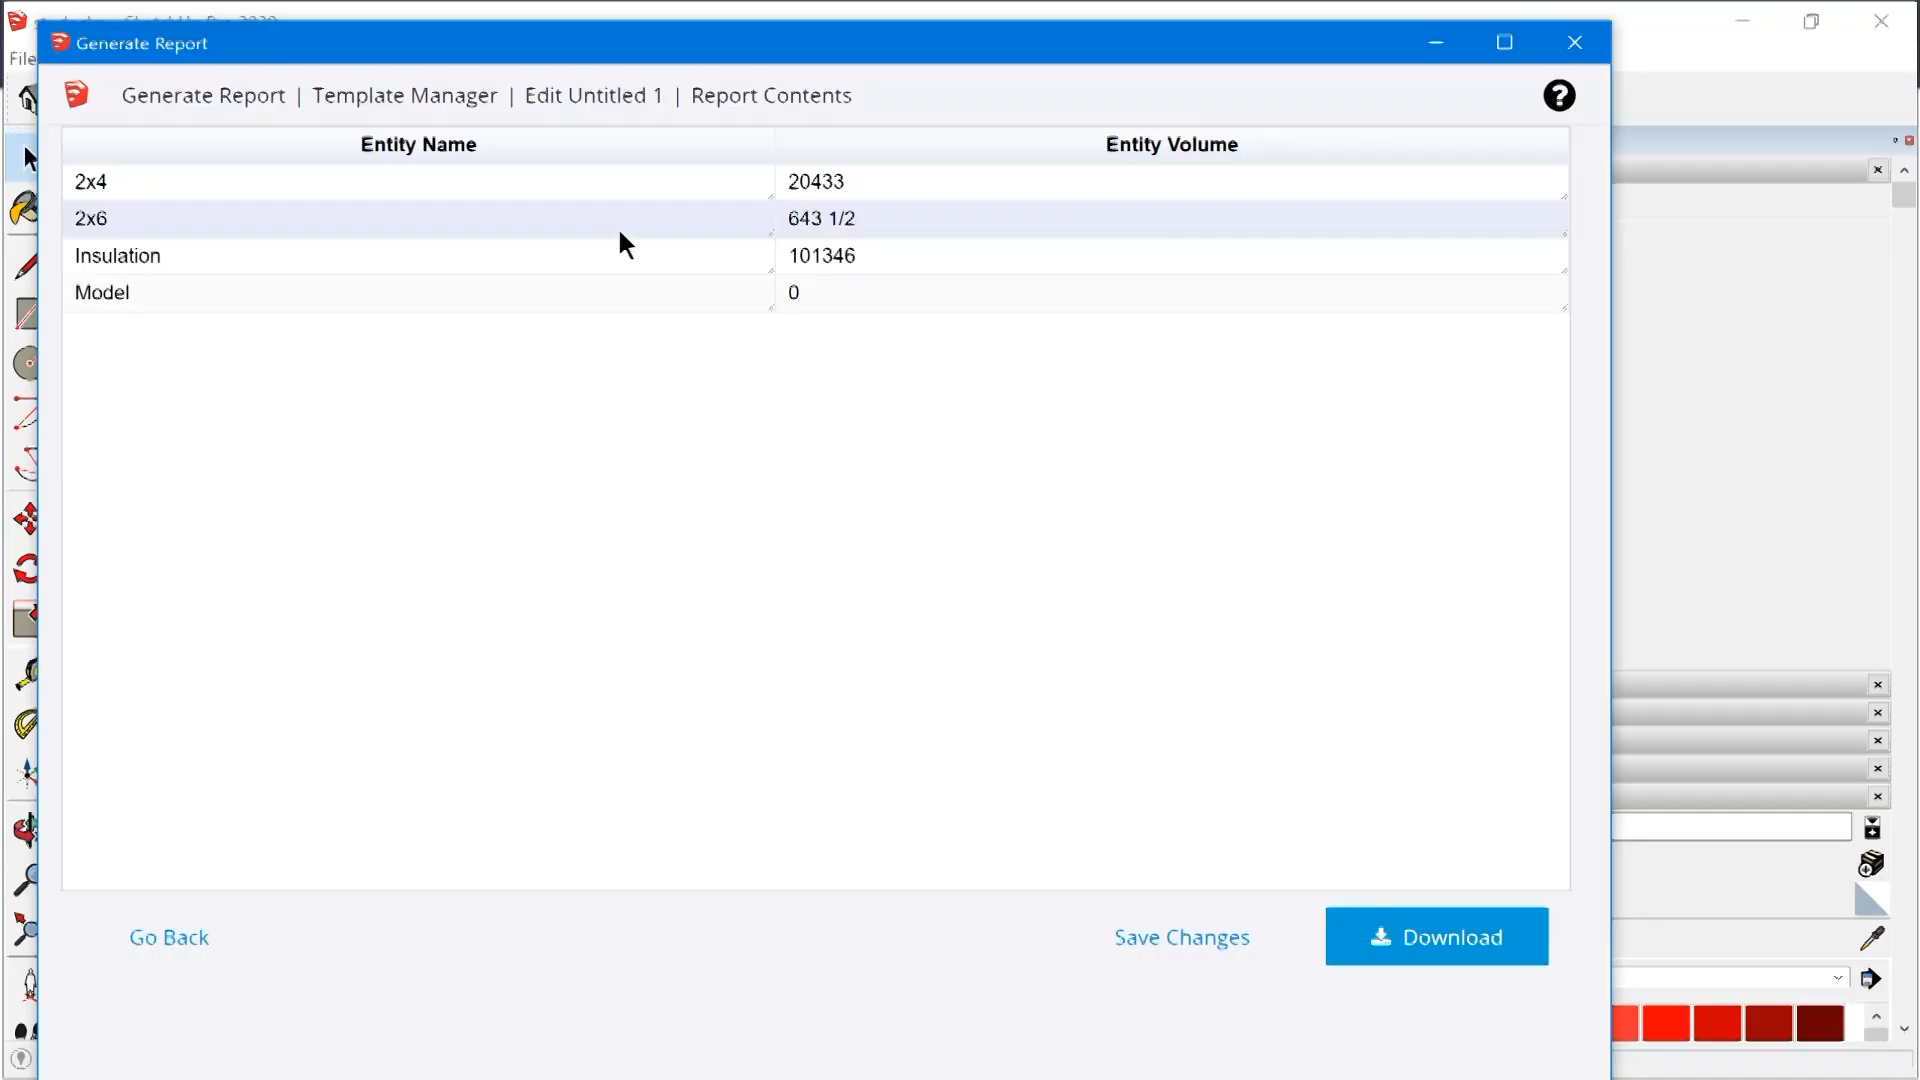 Generate Report
File
Generate Report | Template Manager | Edit Untitled 1 | Report Contents
Entity Name Entity Volume
2x4 20433
2x6 643 1/2
Insulation 101346
Model 0
Go Back Save Changes Download